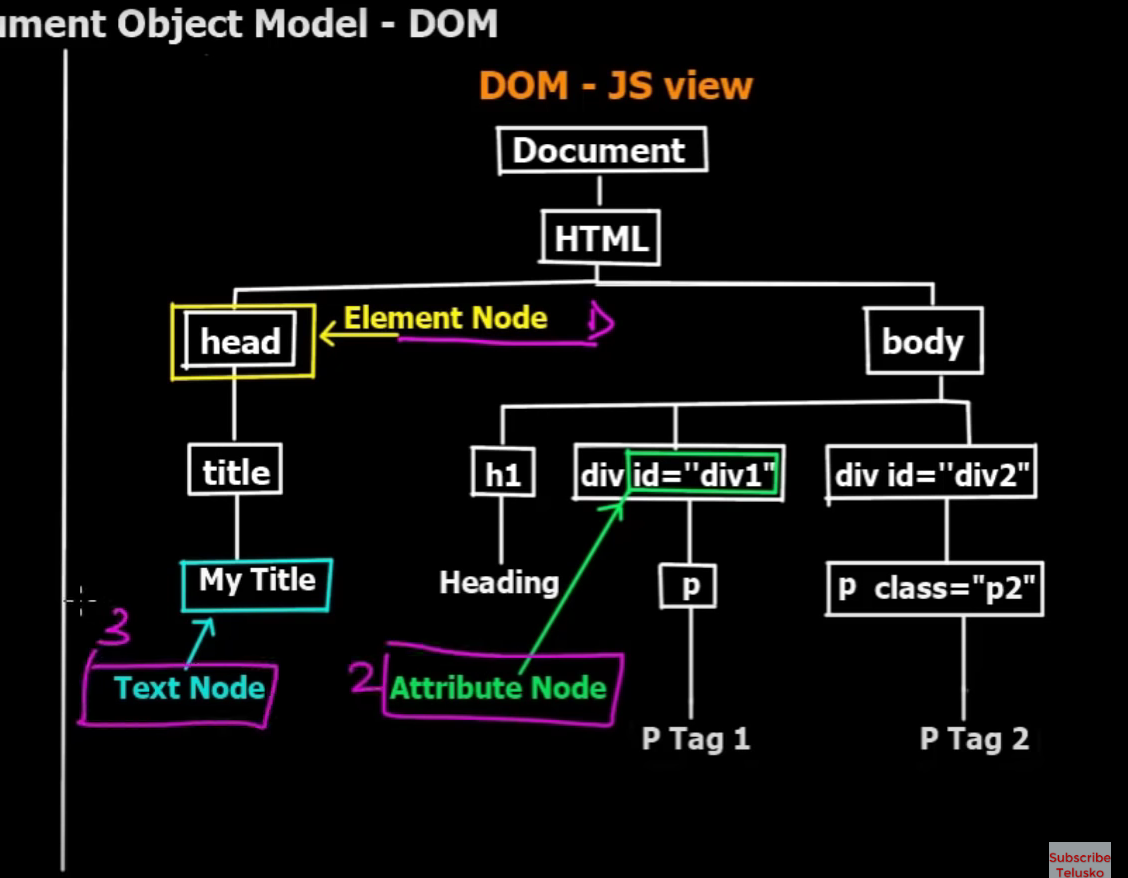 ument Object Model - DOM
DOM - JS view
Document
HTML
head
Element Node
body
title
h1
div id="div1"
div id="div2"
My Title
Heading
p
p class="p2"
3
Text Node
2
Attribute Node
P Tag 1
P Tag 2
Subscribe
Telusko